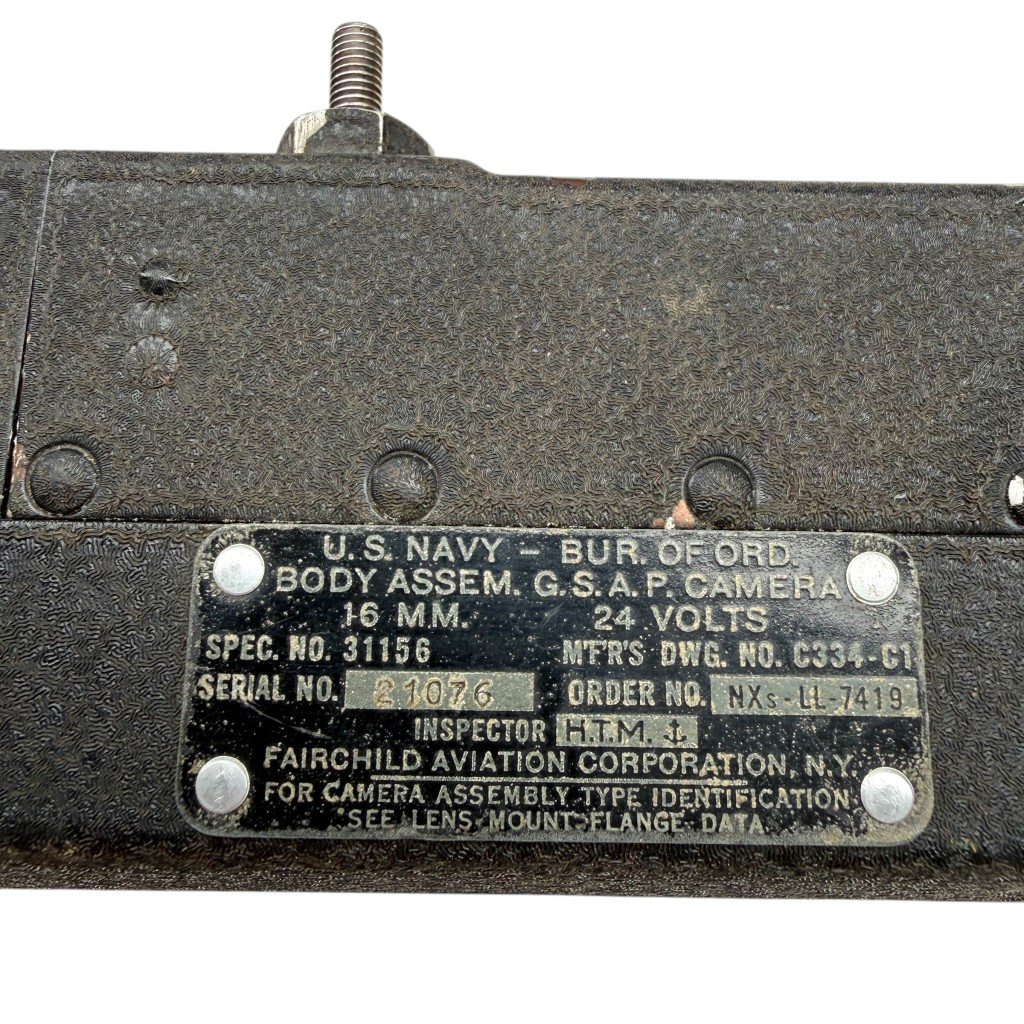 U.S. NAVY – BUR. OF ORD.
BODY ASSEM. G.S.A.P. CAMERA
16 MM. 24 VOLTS
SPEC. NO. 31156 M'F'R'S DWG. NO. C334-C1
SERIAL NO. 21076 ORDER NO. NXs-LL-7419
INSPECTOR H.T.M. ⚓
FAIRCHILD AVIATION CORPORATION, N.Y.
FOR CAMERA ASSEMBLY TYPE IDENTIFICATION
SEE LENS MOUNT FLANGE DATA